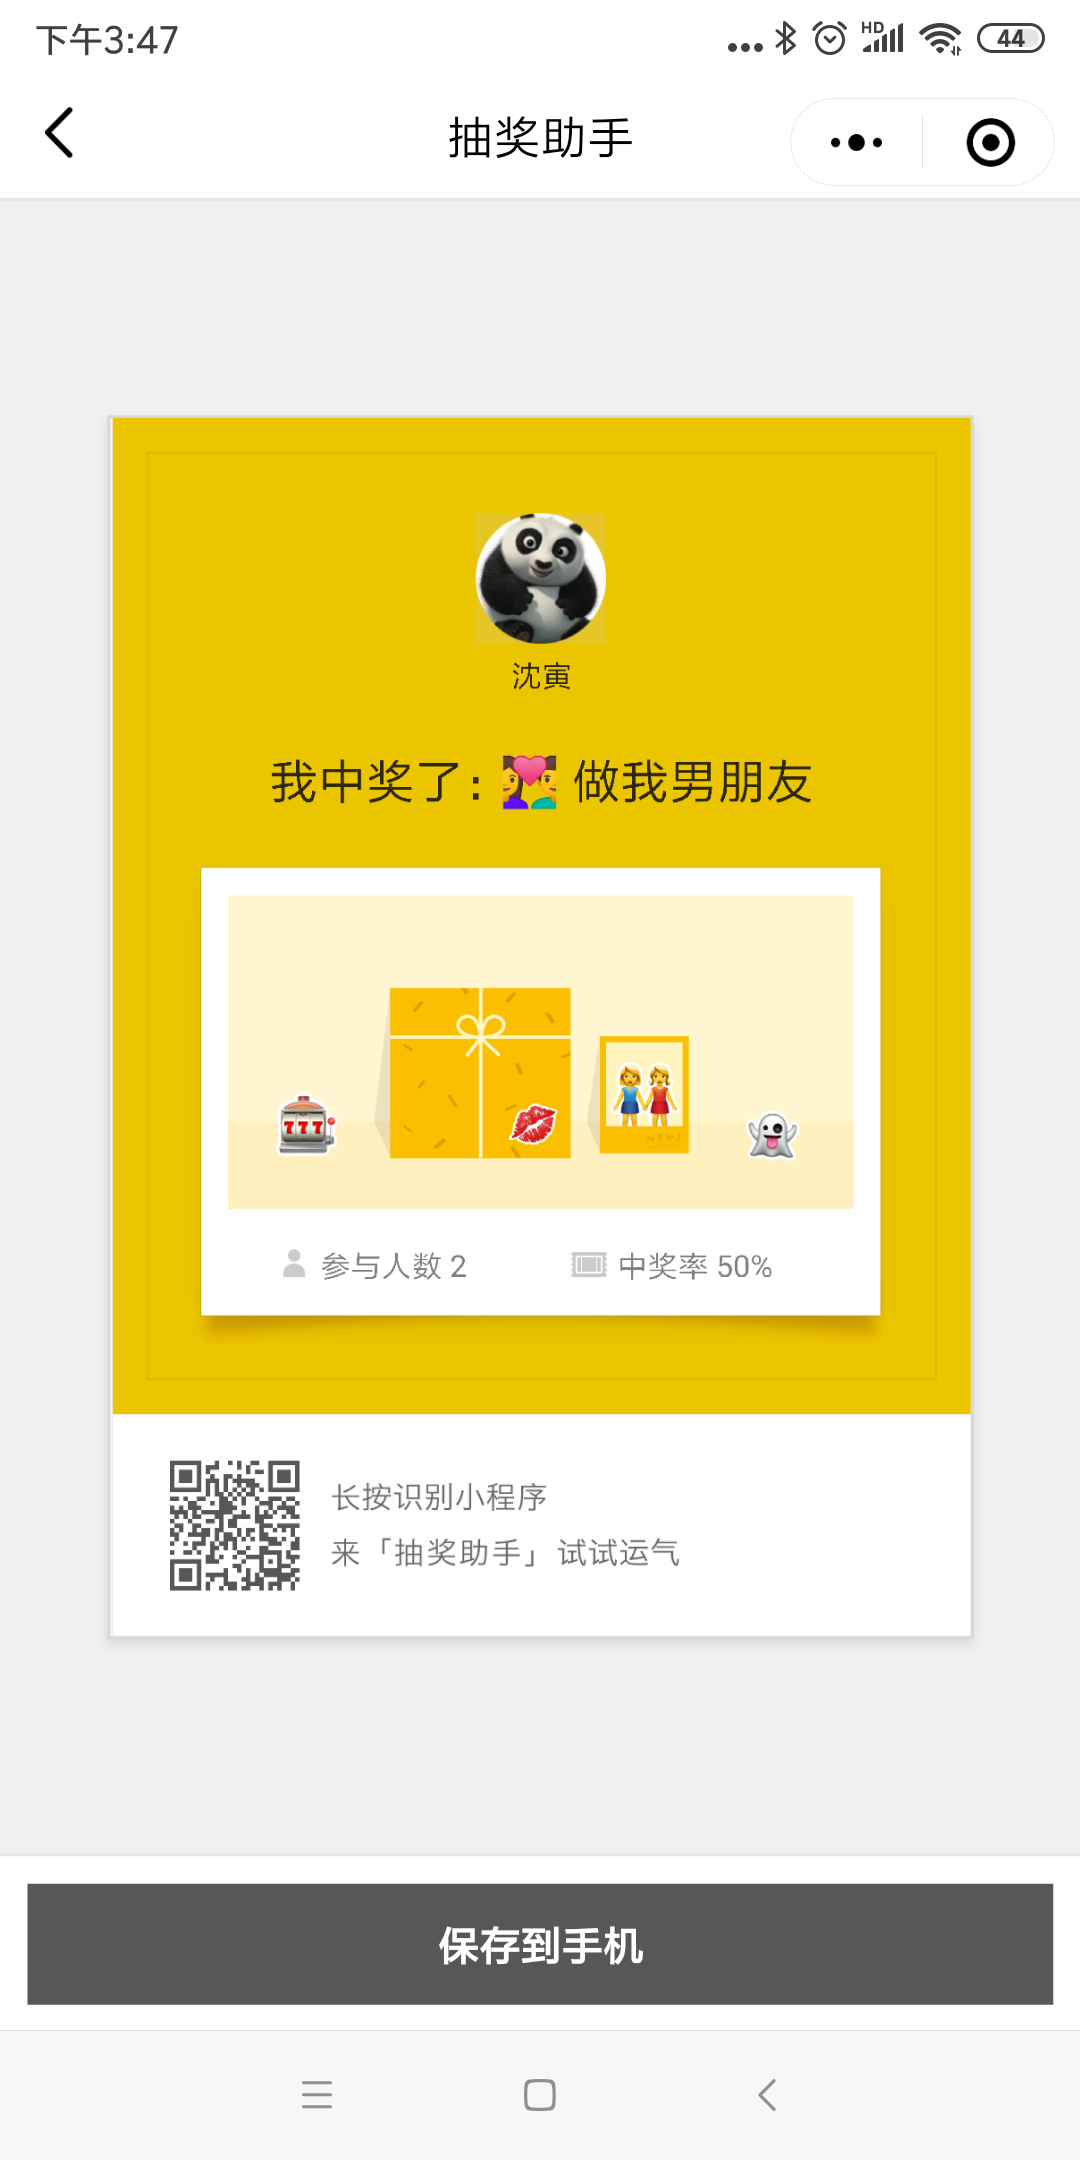 下午3:47
HD
44
抽奖助手
沈寅
我中奖了：💑 做我男朋友
777
参与人数 2
中奖率 50%
长按识别小程序
来「抽奖助手」试试运气
保存到手机